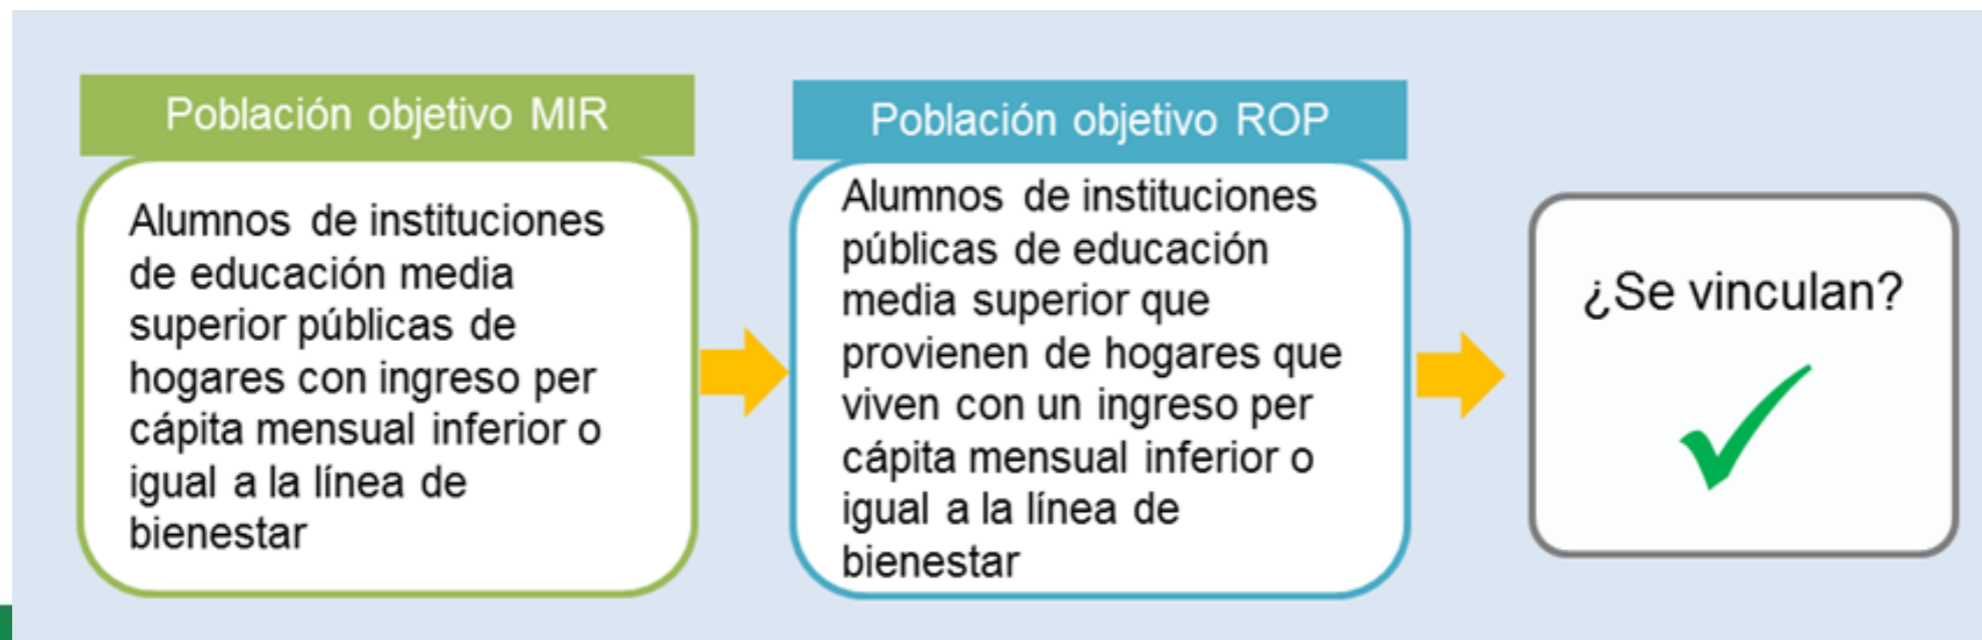 Población objetivo MIR
Alumnos de instituciones
de educación media
superior públicas de
hogares con ingreso per
cápita mensual inferior o
igual a la línea de
bienestar
Población objetivo ROP
Alumnos de instituciones
públicas de educación
media superior que
provienen de hogares que
viven con un ingreso per
cápita mensual inferior o
igual a la línea de
bienestar
¿Se vinculan?